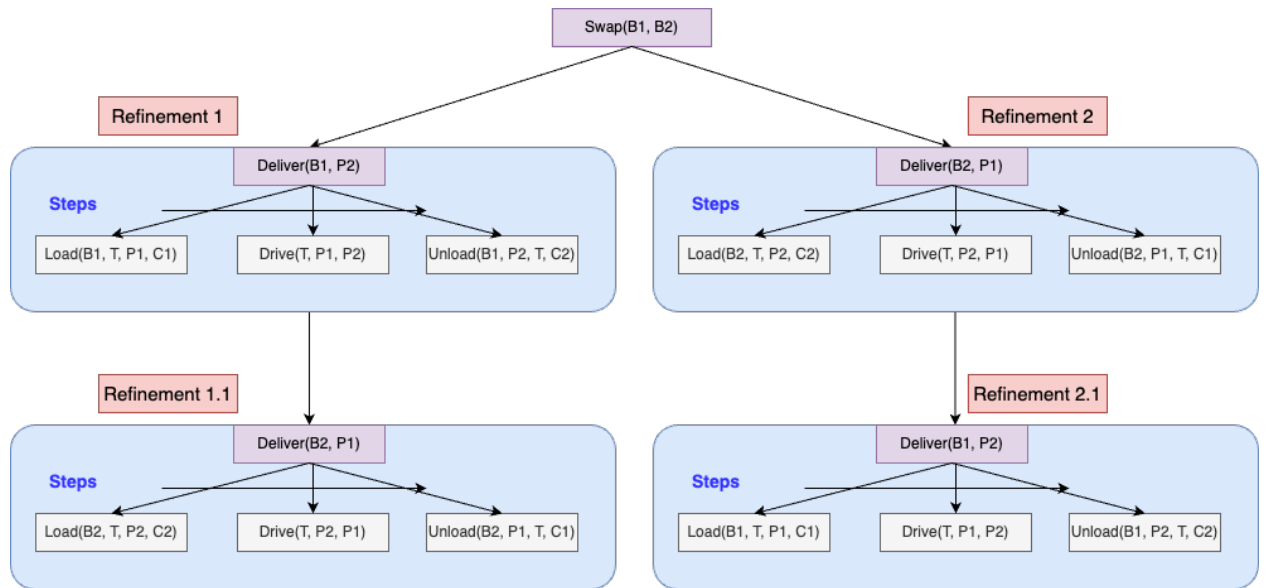 Swap(B1, B2)
Refinement 1
Refinement 2
Deliver(B1, P2)
Deliver(B2, P1)
Steps
Steps
Load(B1, T, P1, C1)
Drive(T, P1, P2)
Unload(B1, P2, T, C2)
Load(B2, T, P2, C2)
Drive(T, P2, P1)
Unload(B2, P1, T, C1)
Refinement 1.1
Refinement 2.1
Deliver(B2, P1)
Deliver(B1, P2)
Steps
Steps
Load(B2, T, P2, C2)
Drive(T, P2, P1)
Unload(B2, P1, T, C1)
Load(B1, T, P1, C1)
Drive(T, P1, P2)
Unload(B1, P2, T, C2)